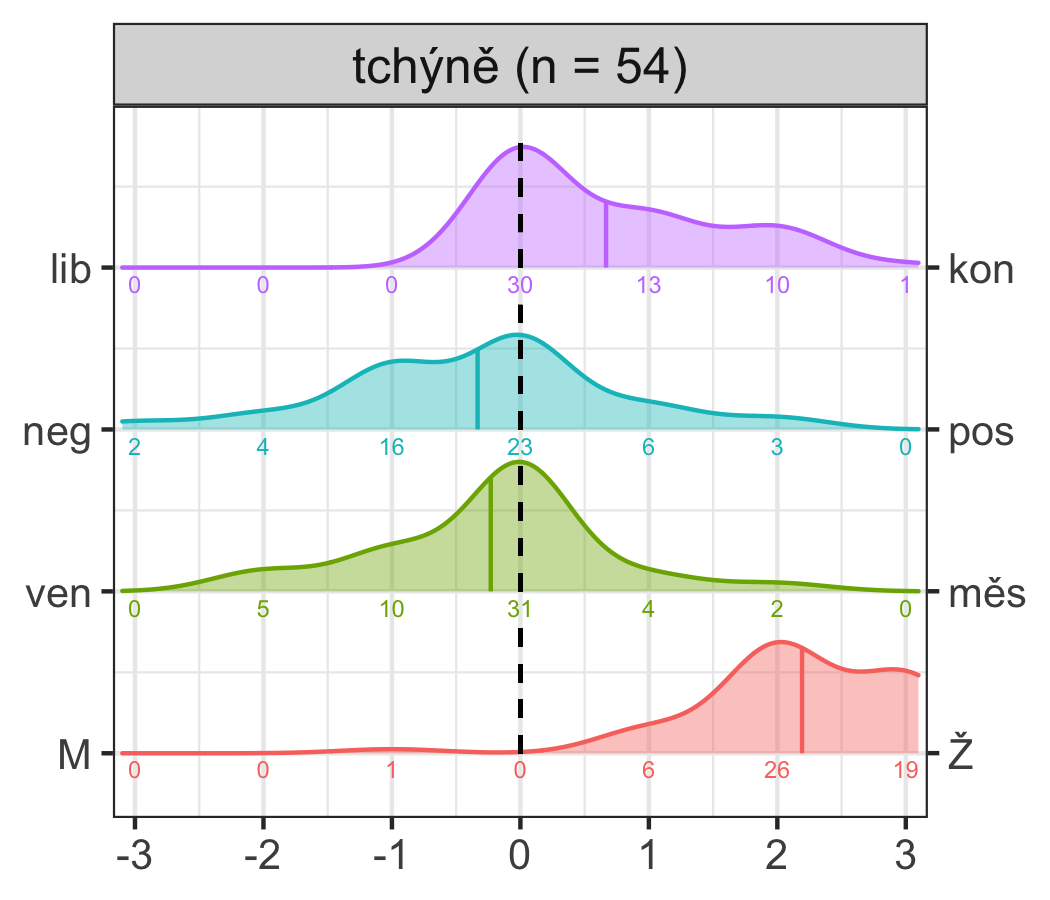 tchýně (n = 54)
lib kon
0 0 0 30 13 10 1
neg pos
2 4 16 23 6 3 0
ven měs
0 5 10 31 4 2 0
M Ž
0 0 1 0 6 26 19
-3 -2 -1 0 1 2 3